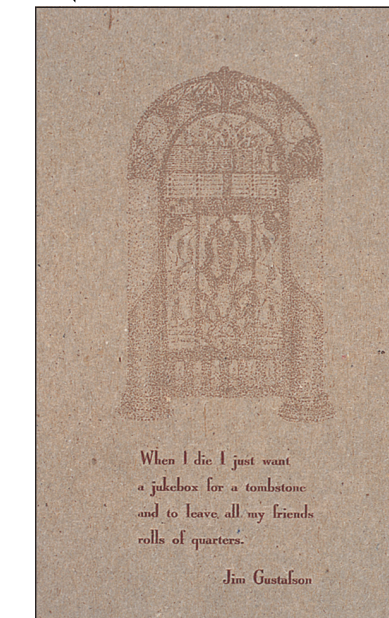 When I die I just want
a jukebox for a tombstone
and to leave all my friends
rolls of quarters.
Jim Gustafson